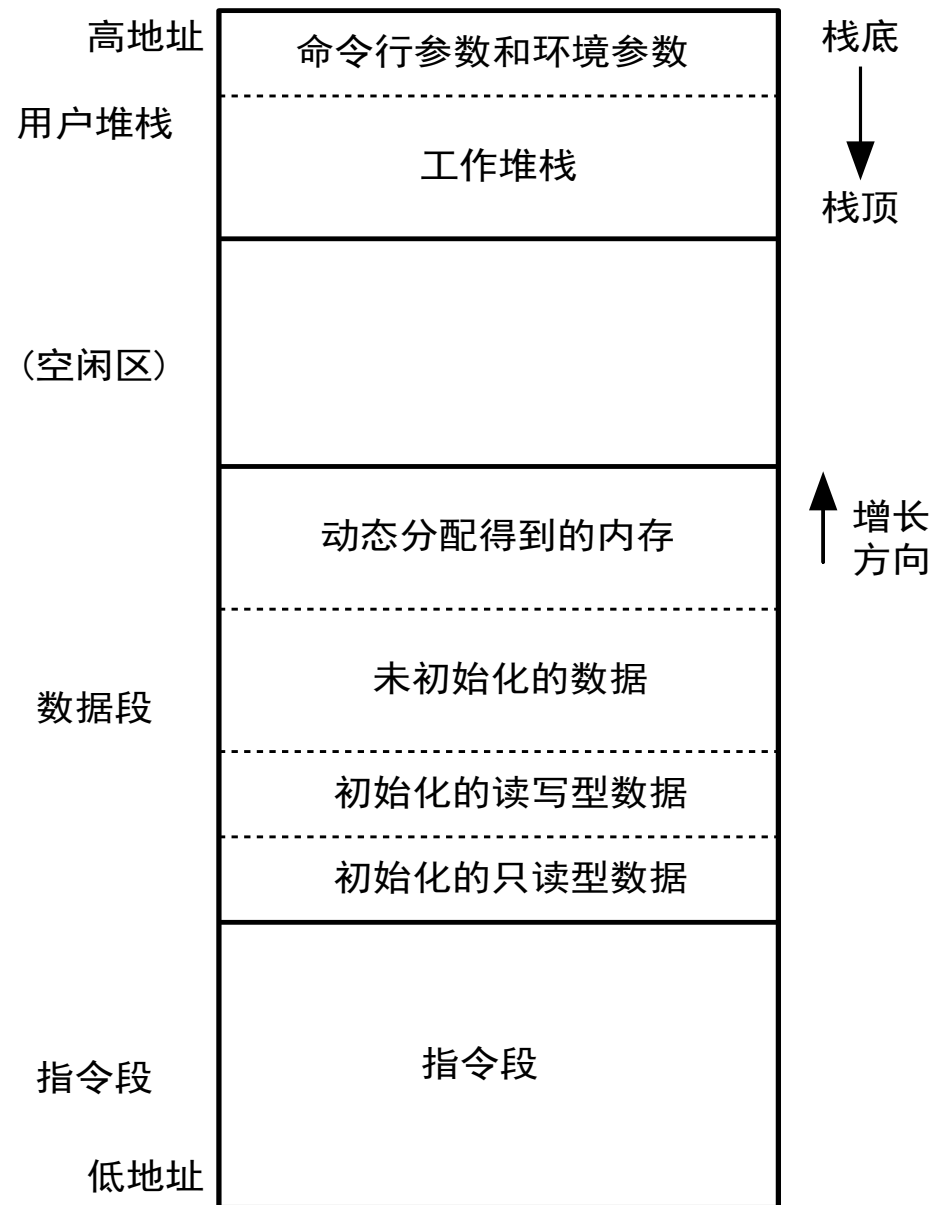 高地址
命令行参数和环境参数
栈底
用户堆栈
工作堆栈
栈顶
(空闲区)
动态分配得到的内存
增长
方向
未初始化的数据
数据段
初始化的读写型数据
初始化的只读型数据
指令段
指令段
低地址